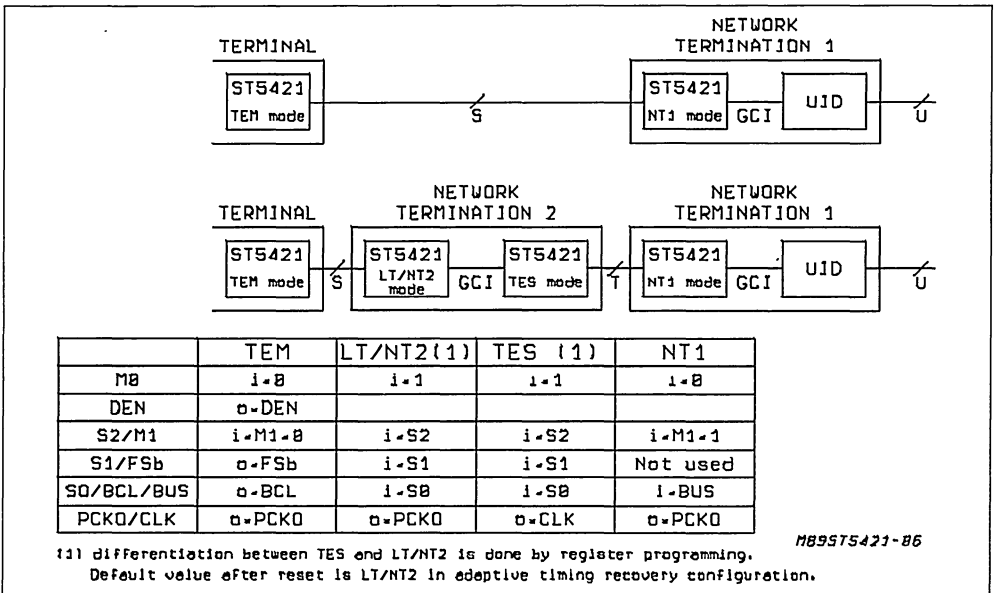 NETWORK
TERMINAL TERMINATION 1
ST5421 ST5421 UID
TEM mode NT1 mode GCI
S U
NETWORK NETWORK
TERMINAL TERMINATION 2 TERMINATION 1
ST5421 ST5421 ST5421 ST5421 UID
TEM mode S LT/NT2 mode GCI TES mode T NT1 mode GCI U
TEM LT/NT2(1) TES (1) NT1
M0 i=0 i=1 i=1 i=0
DEN o=DEN
S2/M1 i=M1=0 i=S2 i=S2 i=M1=1
S1/FSb o=FSb i=S1 i=S1 Not used
S0/BCL/BUS o=BCL i=S0 i=S0 i=BUS
PCKO/CLK o=PCKO o=PCKO o=CLK o=PCKO
(1) differentiation between TES and LT/NT2 is done by register programming.
Default value after reset is LT/NT2 in adaptive timing recovery configuration.
M89ST5421-06